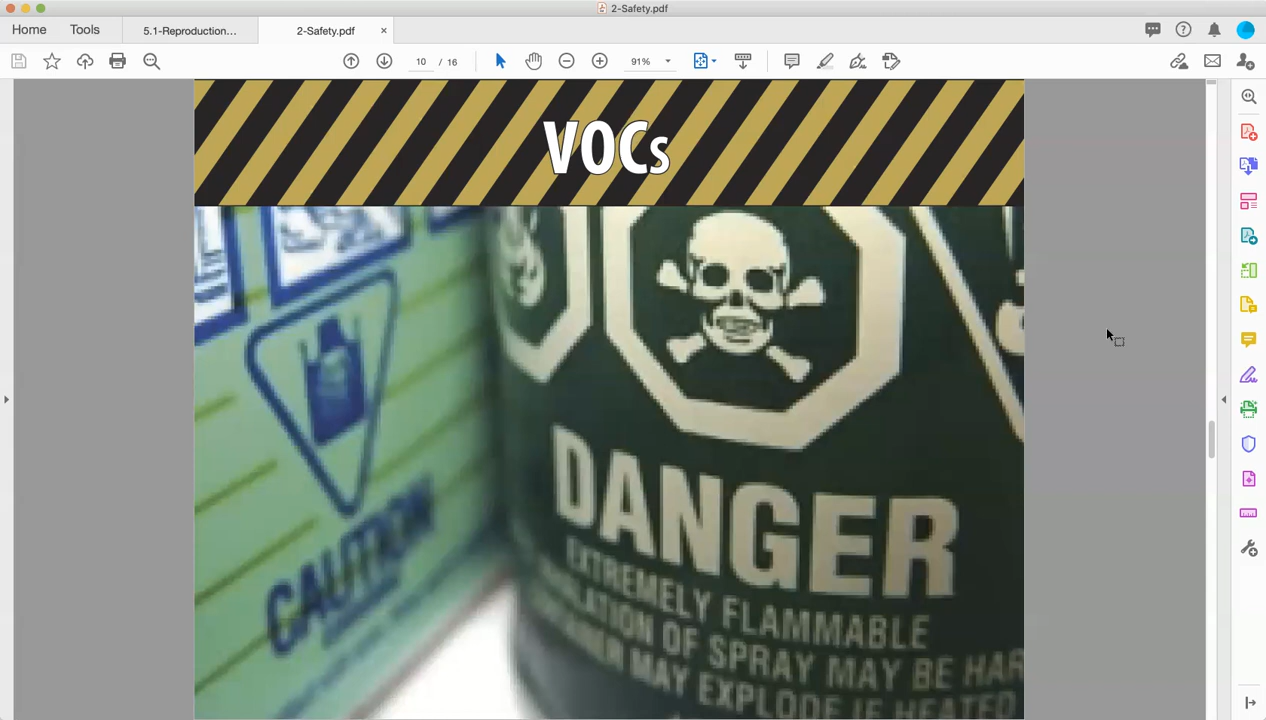 2-Safety.pdf
Home
Tools
5.1-Reproduction...
2-Safety.pdf
10 / 16
91%
VOCs
CAUTION
DANGER
EXTREMELY FLAMMABLE
OF SPRAY MAY BE HAR
MAY EXPLODE IF HEATED